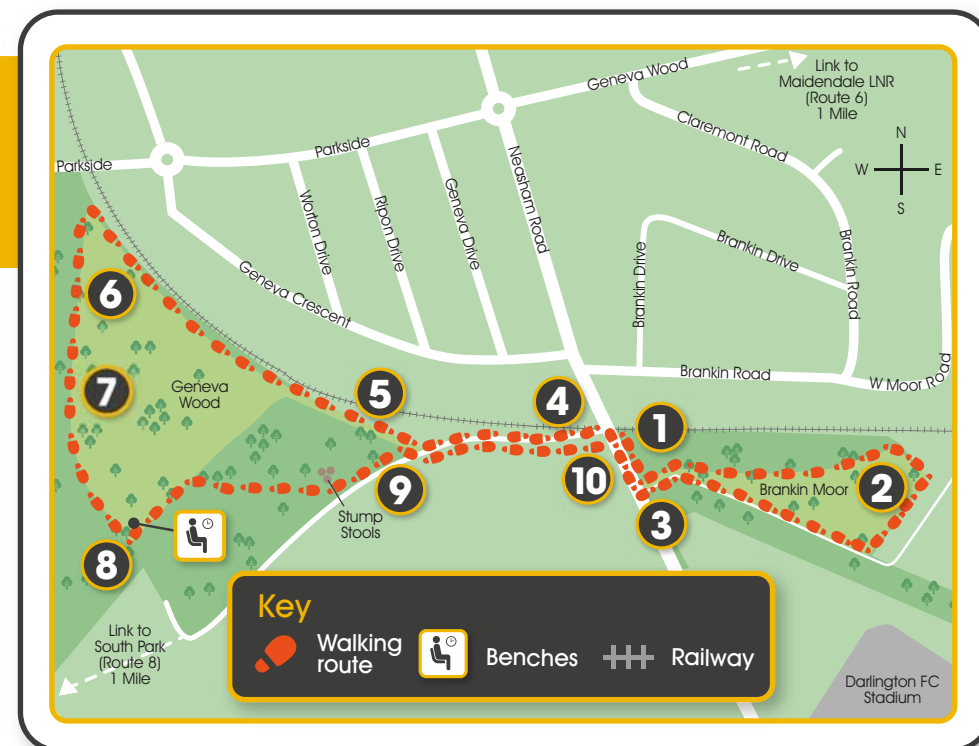 Link to
Maidendale LNR
(Route 6)
1 Mile
Geneva Wood
N
W E
S
Claremont Road
Parkside
Parkside
Neasham Road
Worton Drive
Ripon Drive
Geneva Drive
Brankin Drive
Brankin Drive
Brankin Road
Geneva Crescent
Brankin Road
W Moor Road
6
7
Geneva
Wood
5
4
1
2
Brankin Moor
9
10
3
Stump
Stools
8
Link to
South Park
(Route 8)
1 Mile
Key
Walking
route
Benches
Railway
Darlington FC
Stadium